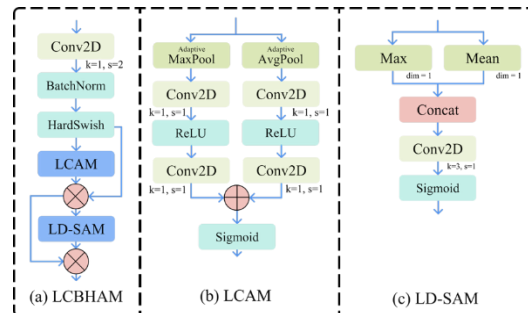 Conv2D
k=1, s=2
BatchNorm
HardSwish
LCAM
LD-SAM
(a) LCBHAM
Adaptive
MaxPool
Adaptive
AvgPool
Conv2D
Conv2D
k=1, s=1
k=1, s=1
ReLU
ReLU
Conv2D
Conv2D
k=1, s=1
k=1, s=1
Sigmoid
(b) LCAM
Max
Mean
dim = 1
dim = 1
Concat
Conv2D
k=3, s=1
Sigmoid
(c) LD-SAM